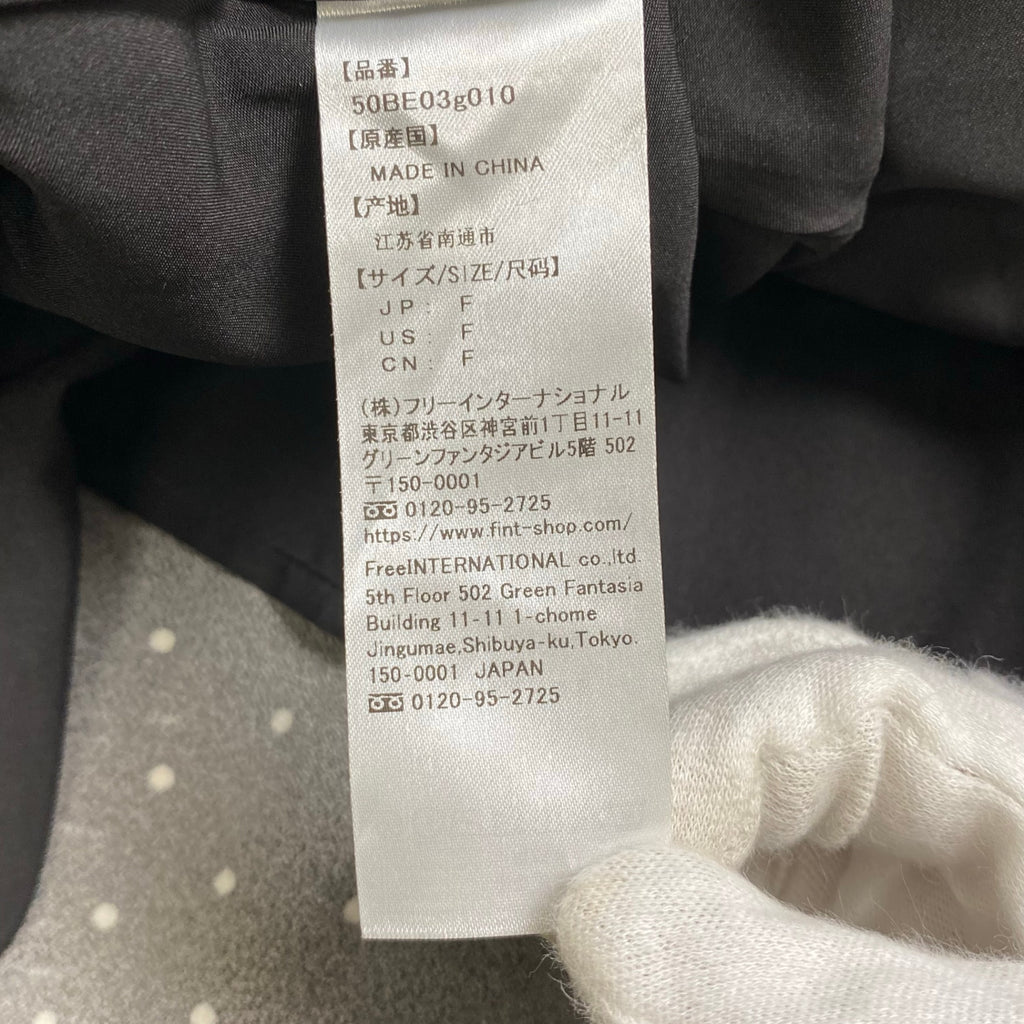 【品番】
50BE03g010
【原産国】
MADE IN CHINA
【产地】
江苏省南通市
【サイズ/SIZE/尺码】
JP: F
US: F
CN: F
(株)フリーインターナショナル
東京都渋谷区神宮前1丁目11-11
グリーンファンタジアビル5階 502
〒150-0001
0120-95-2725
https://www.fint-shop.com/
FreeINTERNATIONAL co.,ltd.
5th Floor 502 Green Fantasia
Building 11-11 1-chome
Jingumae,Shibuya-ku,Tokyo.
150-0001 JAPAN
0120-95-2725